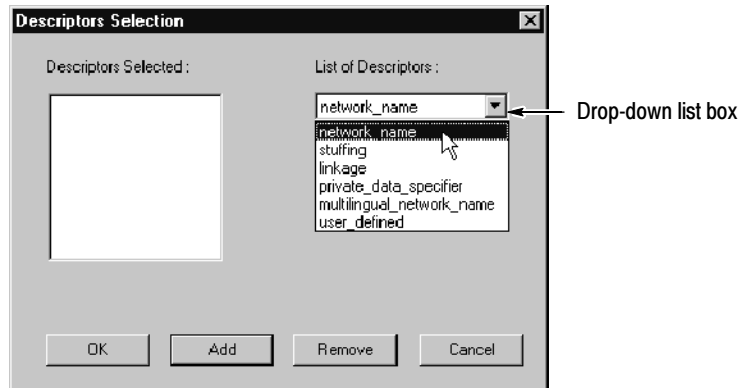 Descriptors Selection
Descriptors Selected :
List of Descriptors :
network_name
Drop-down list box
network_name
stuffing
linkage
private_data_specifier
multilingual_network_name
user_defined
OK
Add
Remove
Cancel